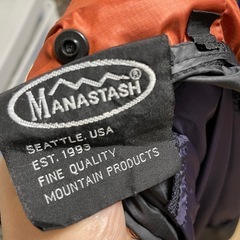 MANASTASH®
SEATTLE, USA
EST. 1993
FINE QUALITY
MOUNTAIN PRODUCTS